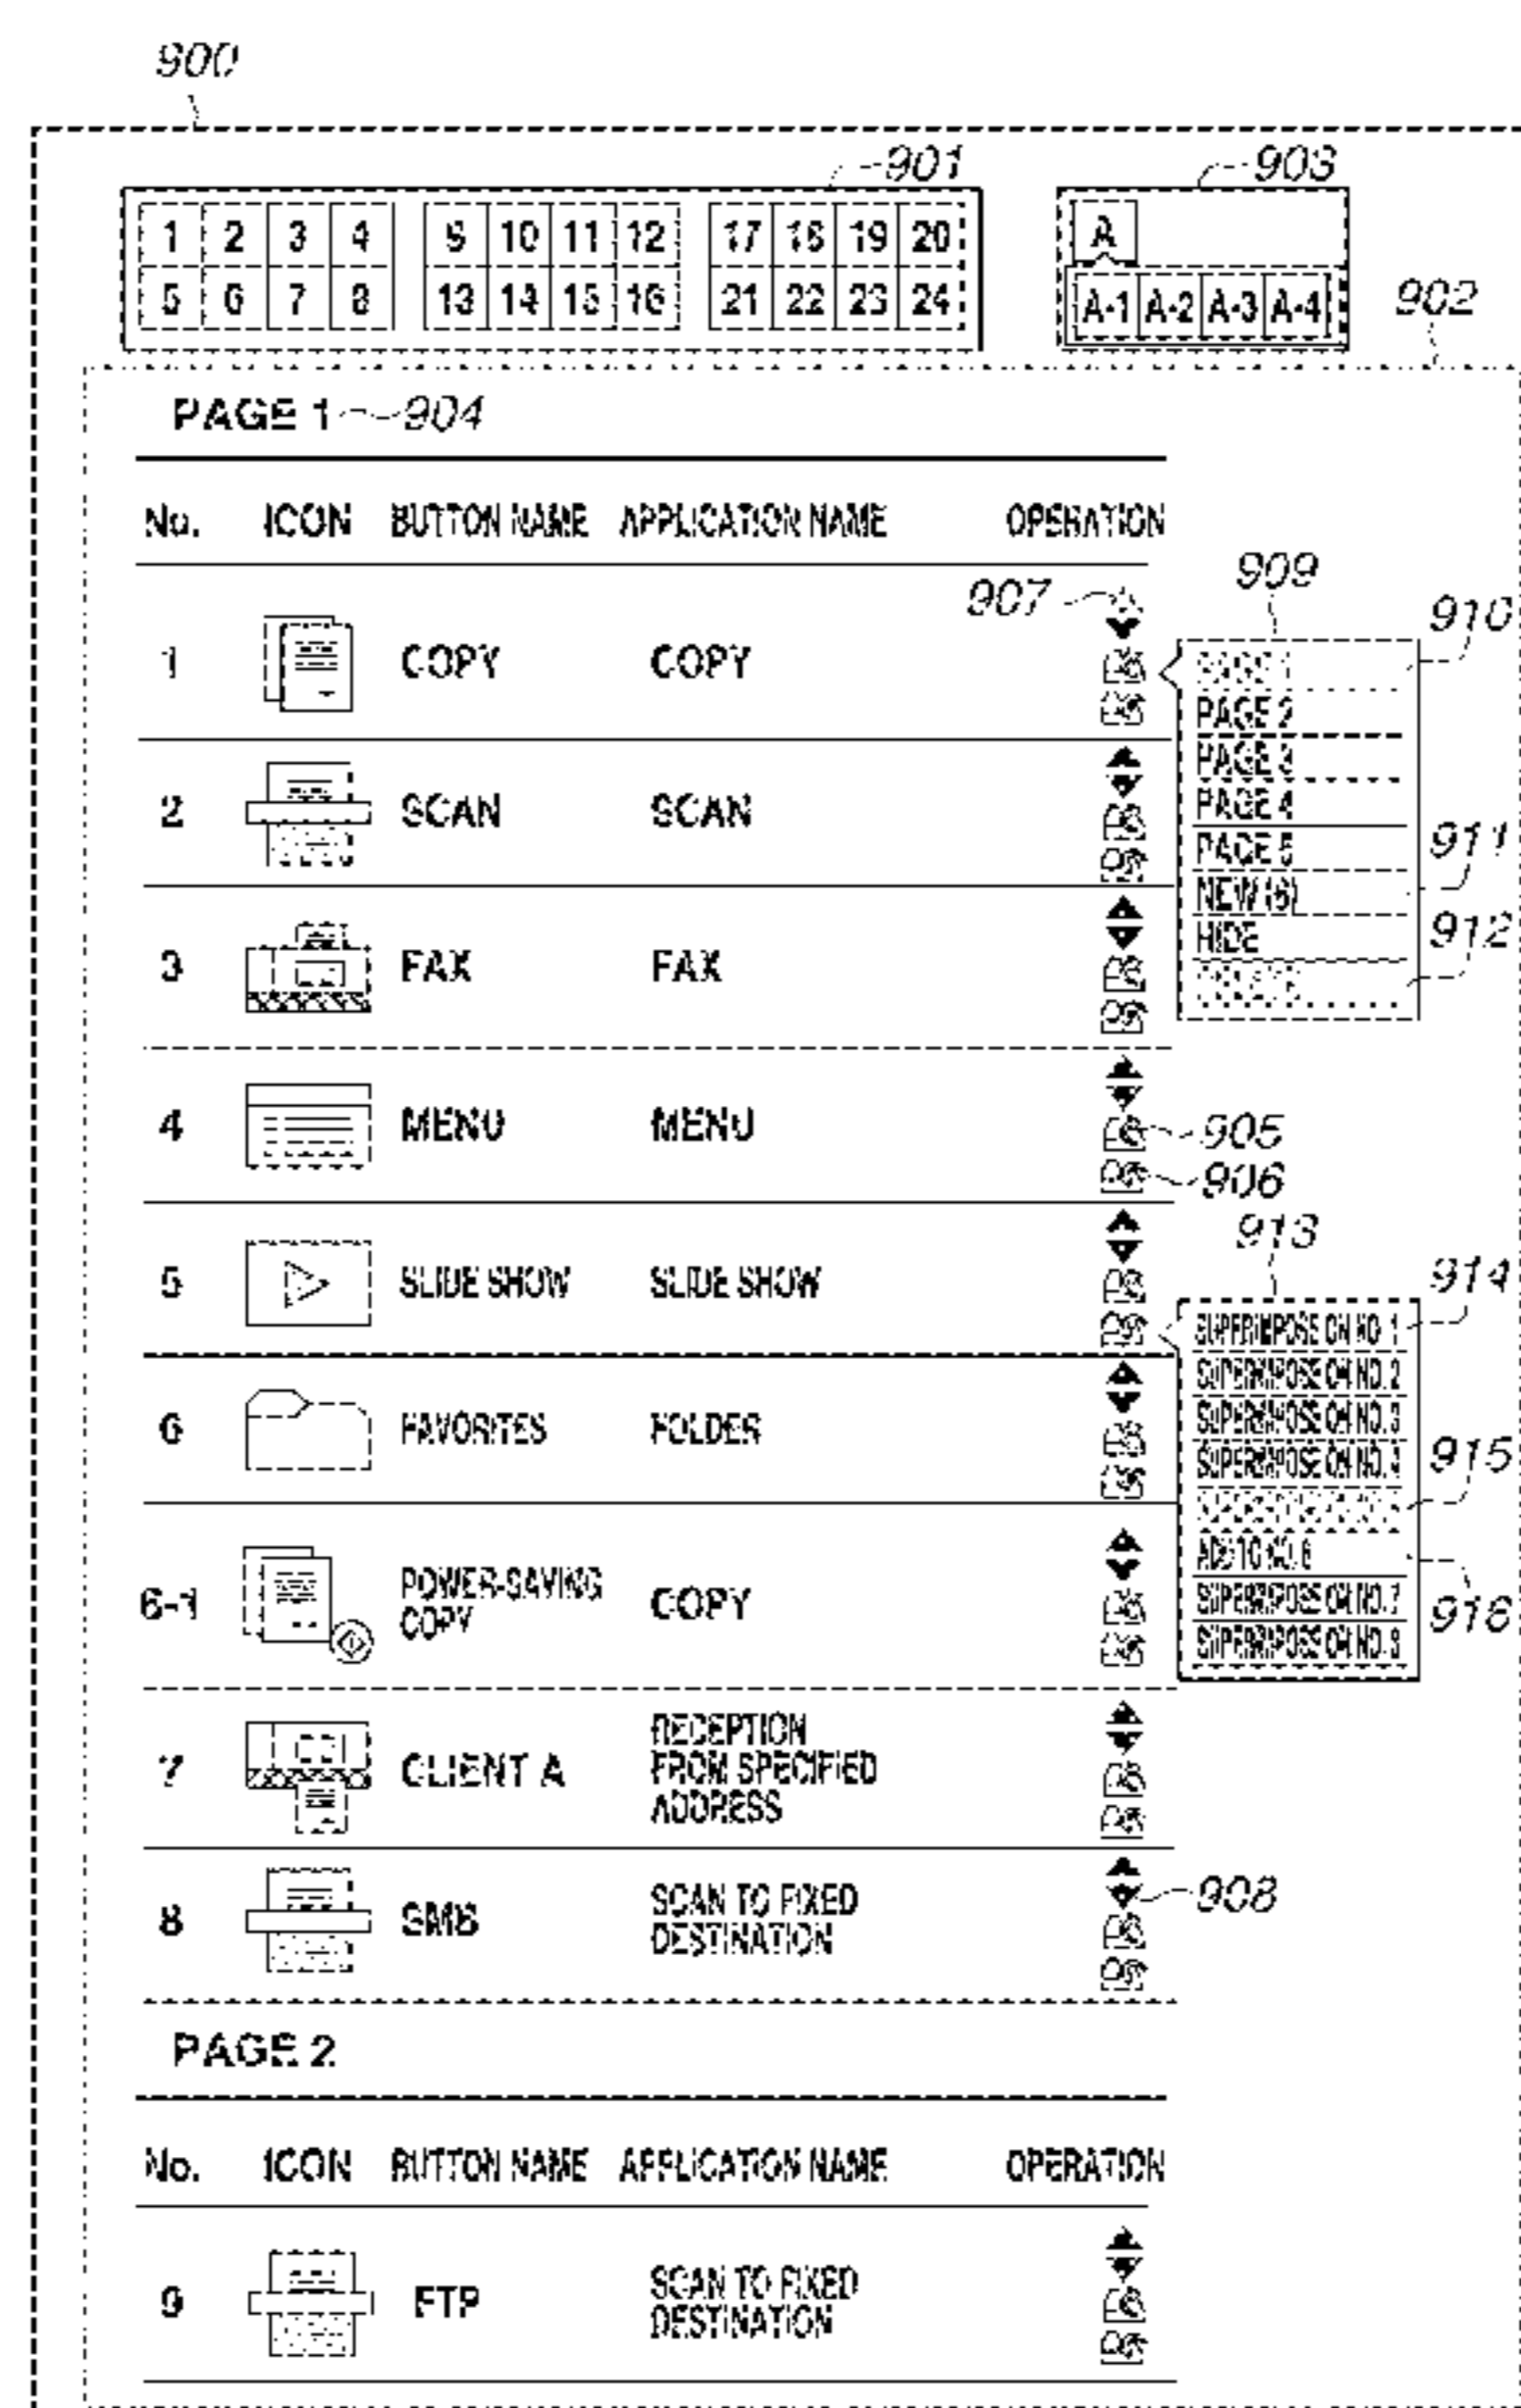 900
901
903
1 2 3 4 9 10 11 12 17 18 19 20
A
5 6 7 8 13 14 15 16 21 22 23 24
A-1 A-2 A-3 A-4
902
PAGE 1 904
No. ICON BUTTON NAME APPLICATION NAME OPERATION
907
909
910
1 COPY COPY
PAGE 2
PAGE 3
PAGE 4
2 SCAN SCAN
PAGE 5
911
NEW (6)
HIDE
912
3 FAX FAX
4 MENU MENU
905
906
913
914
5 SLIDE SHOW SLIDE SHOW
SUPERIMPOSE ON NO. 1
SUPERIMPOSE ON NO. 2
SUPERIMPOSE ON NO. 3
SUPERIMPOSE ON NO. 4
915
6 FAVORITES FOLDER
ADD TO NO. 6
SUPERIMPOSE ON NO. 7
SUPERIMPOSE ON NO. 8
916
6-1 POWER-SAVING
COPY
COPY
7 CLIENT A
RECEPTION
FROM SPECIFIED
ADDRESS
8 SMB
SCAN TO FIXED
DESTINATION
908
PAGE 2
No. ICON BUTTON NAME APPLICATION NAME OPERATION
9 FTP
SCAN TO FIXED
DESTINATION